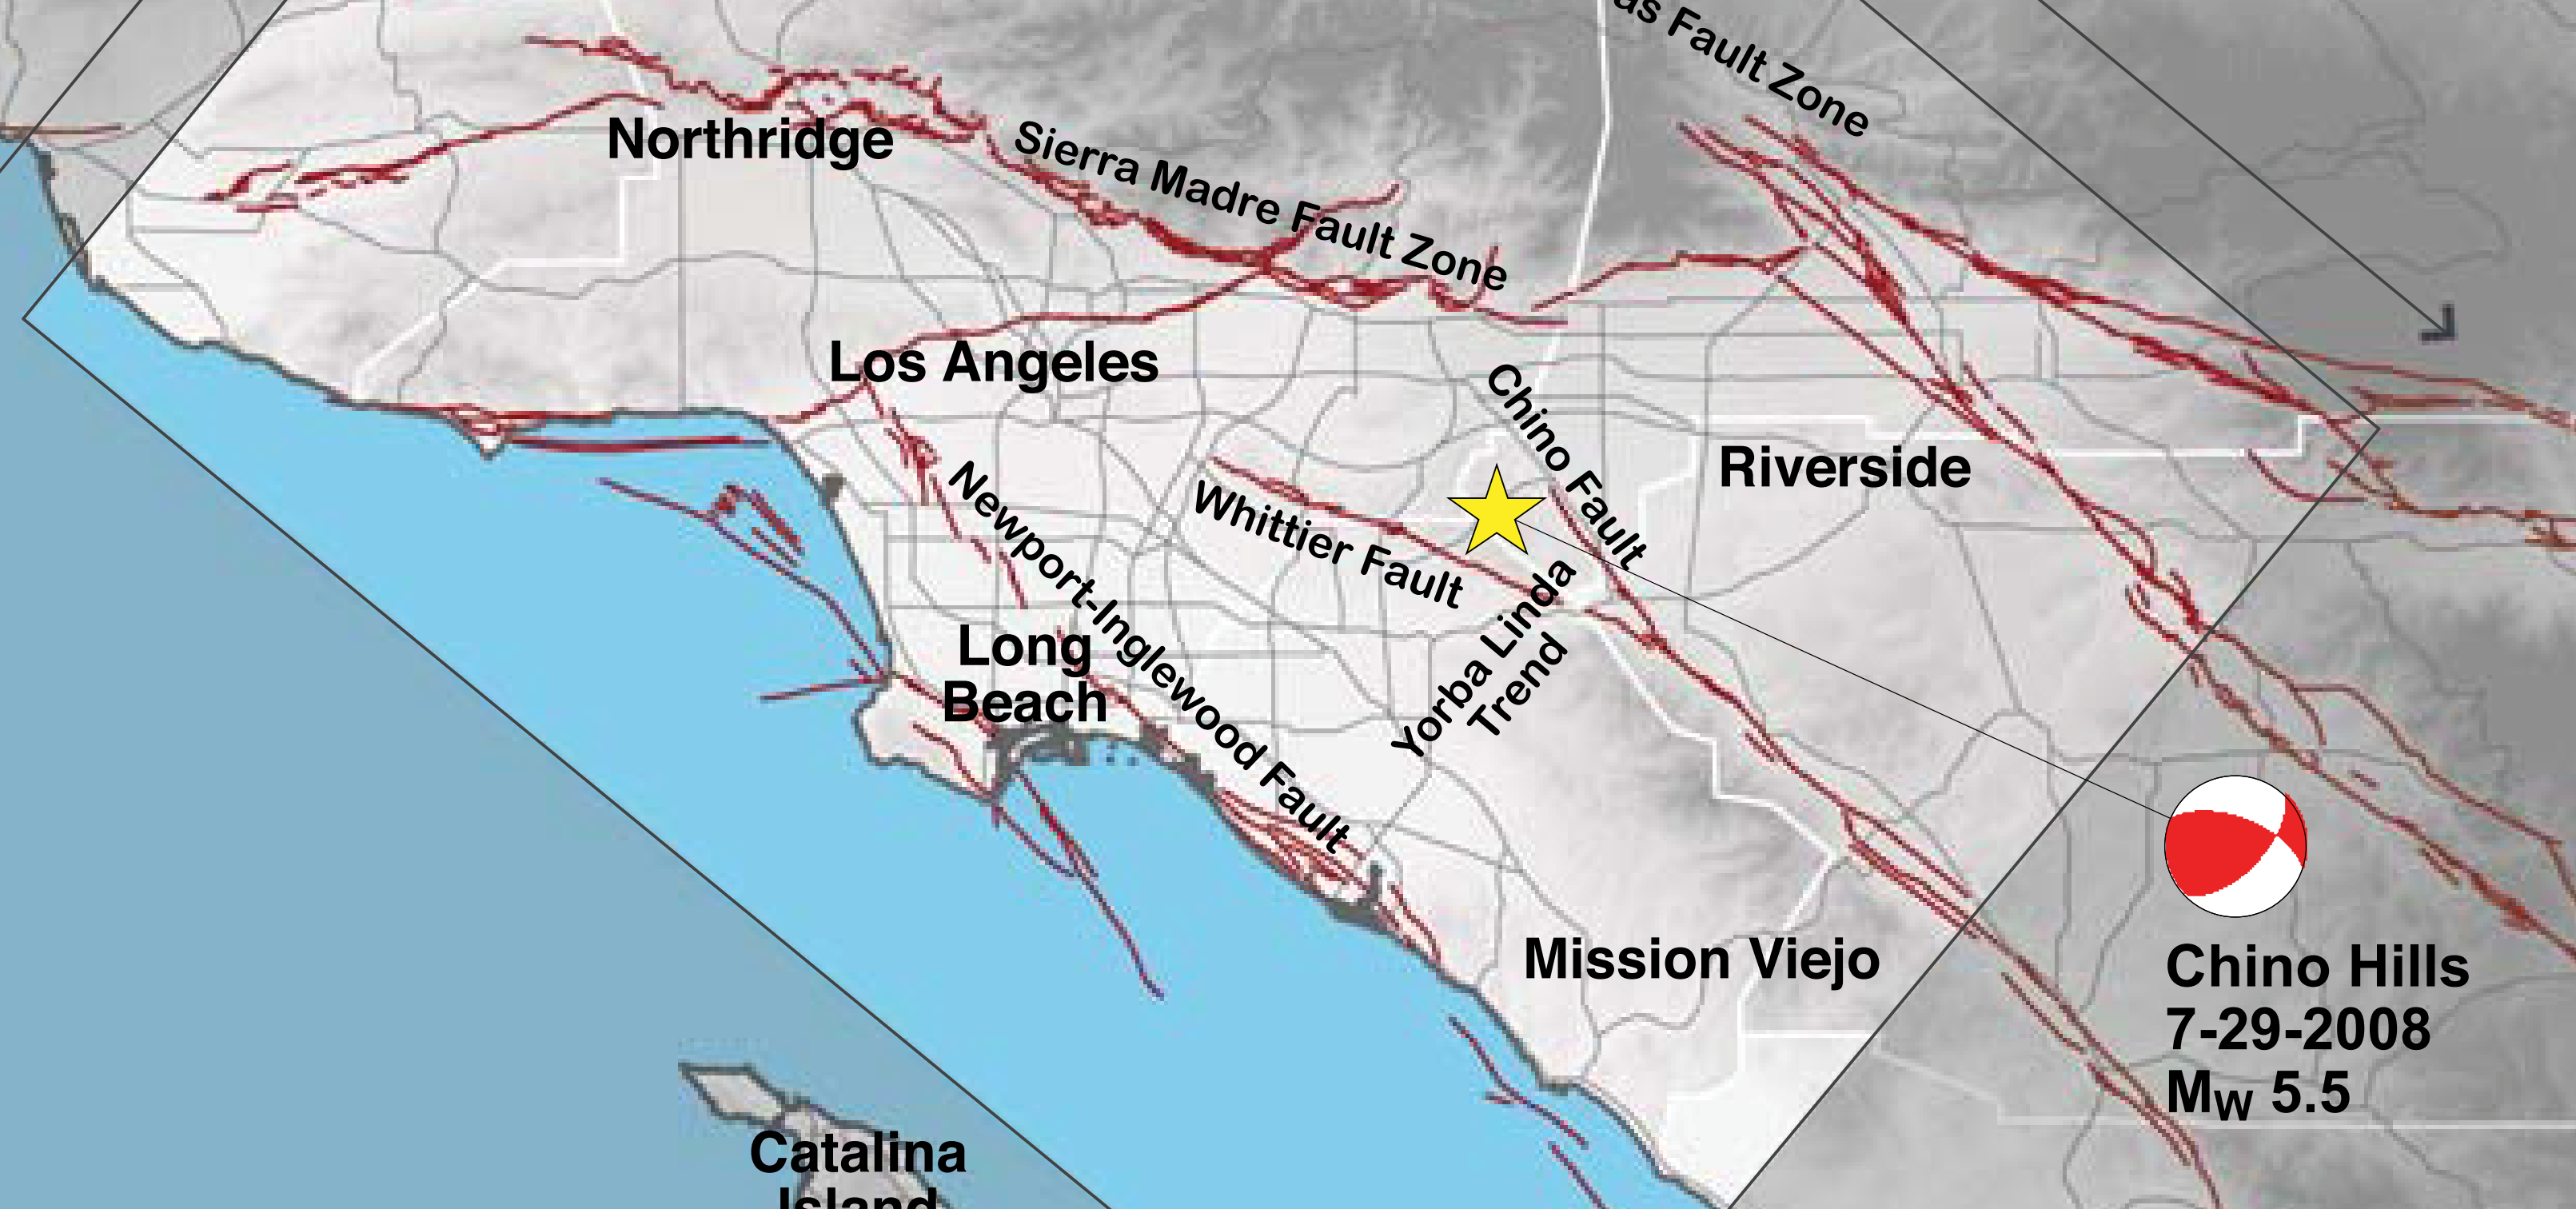 as Fault Zone
Northridge
Sierra Madre Fault Zone
Los Angeles
Chino Fault
Riverside
Whittier Fault
Newport-Inglewood Fault
Yorba Linda
Trend
Long
Beach
Mission Viejo
Chino Hills
7-29-2008
Mw 5.5
Catalina
Island